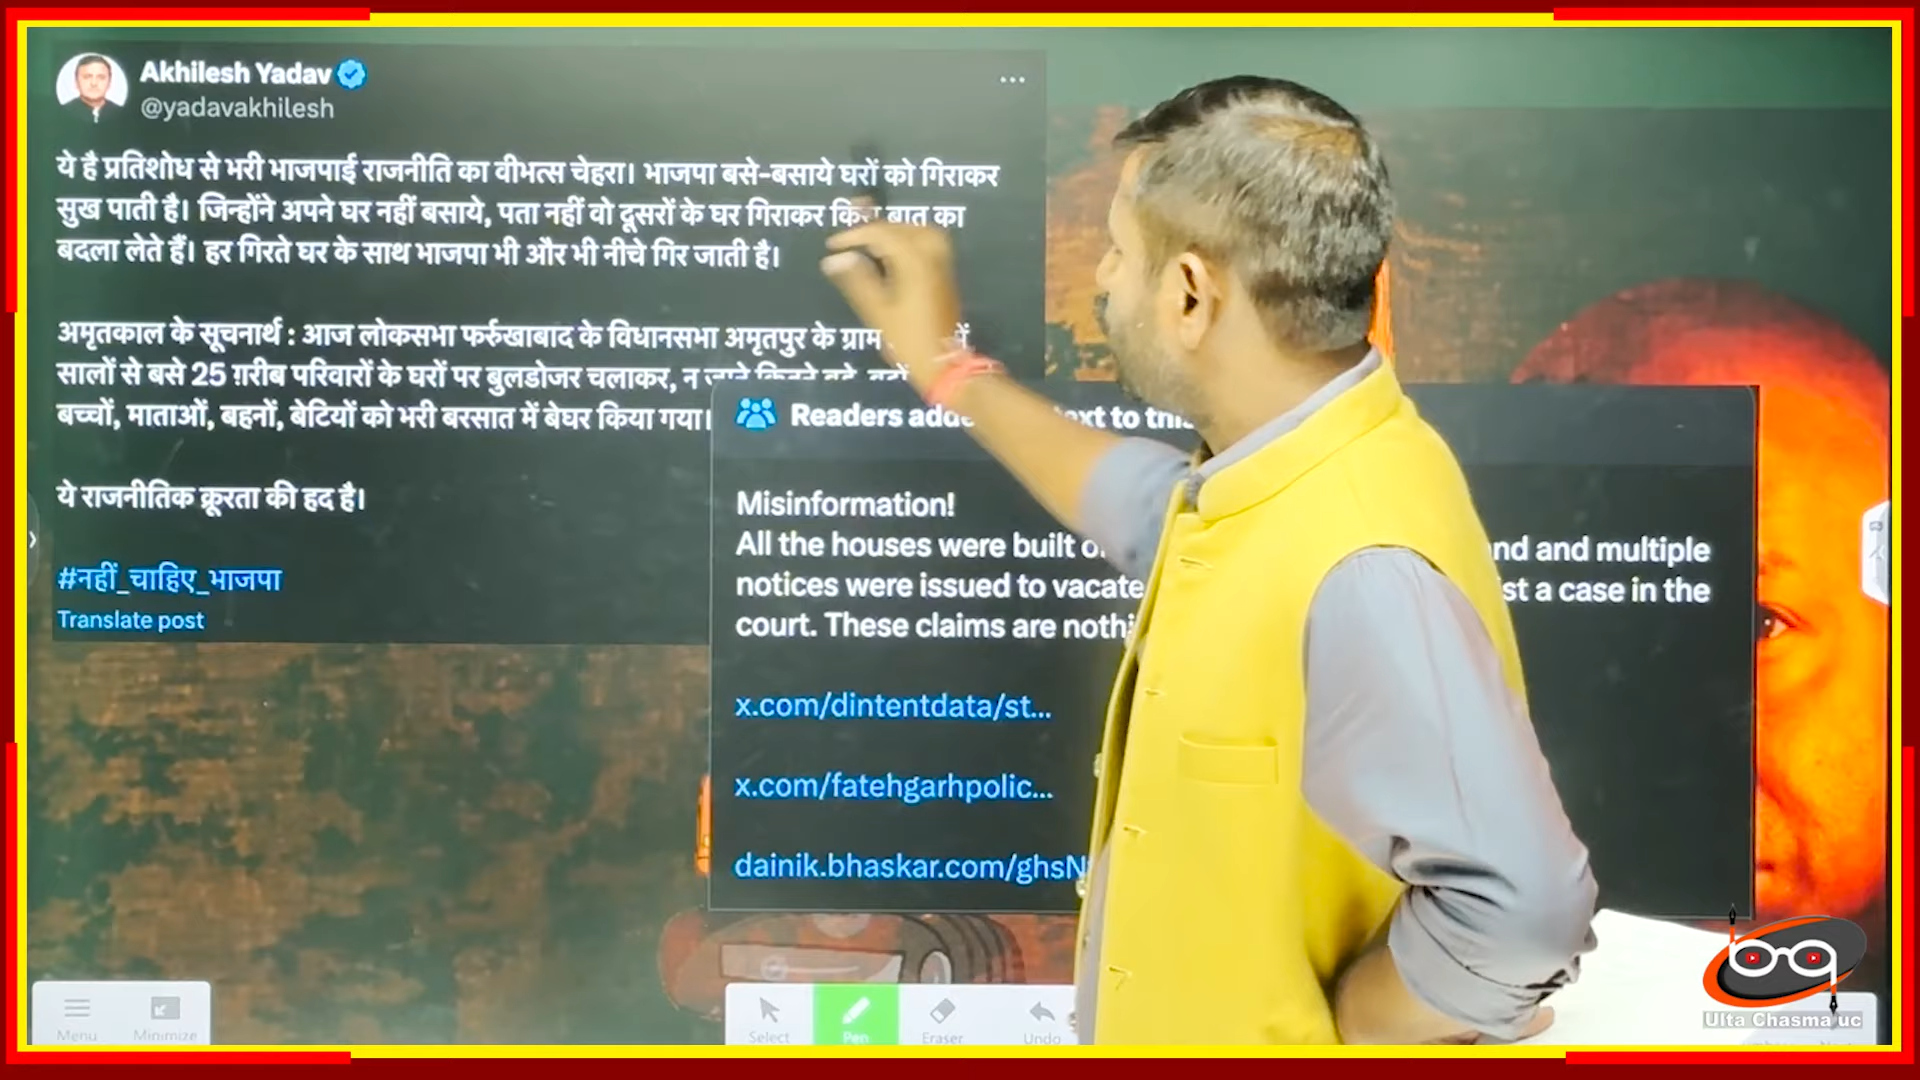 Akhilesh Yadav
@yadavakhilesh
ये है प्रतिशोध से भरी भाजपाई राजनीति का वीभत्स चेहरा। भाजपा बसे-बसाये घरों को गिराकर
सुख पाती है। जिन्होंने अपने घर नहीं बसाये, पता नहीं वो दूसरों के घर गिराकर बात का
बदला लेते हैं। हर गिरते घर के साथ भाजपा भी और भी नीचे गिर जाती है।
अमृतकाल के सूचनार्थ : आज लोकसभा फर्रुखाबाद के विधानसभा अमृतपुर के ग्राम
सालों से बसे 25 ग़रीब परिवारों के घरों पर बुलडोजर चलाकर, न
बच्चों, माताओं, बहनों, बेटियों को भरी बरसात में बेघर किया गया।
ये राजनीतिक क्रूरता की हद है।
#नहीं_चाहिए_भाजपा
Translate post
Readers text to
Misinformation!
All the houses were built and multiple
notices were issued to vacate a case in the
court. These claims are
x.com/dintentdata/st...
x.com/fatehgarhpolic...
dainik.bhaskar.com/ghsN
Menu
Minimize
Select
Pen
Eraser
Undo
Ulta Chasma uc